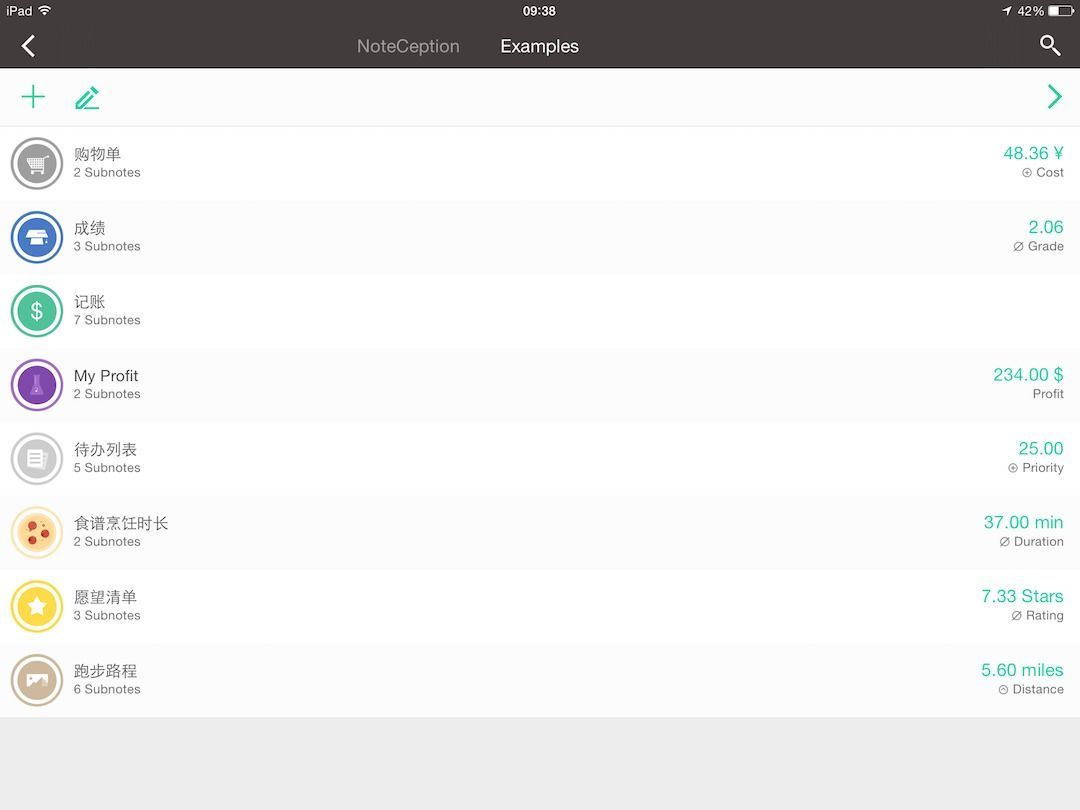 iPad 09:38 42%
NoteCeption Examples
购物单 48.36 ¥
2 Subnotes Cost
成绩 2.06
3 Subnotes Ø Grade
$ 记账
7 Subnotes
My Profit 234.00 $
2 Subnotes Profit
待办列表 25.00
5 Subnotes Priority
食谱烹饪时长 37.00 min
2 Subnotes Ø Duration
愿望清单 7.33 Stars
3 Subnotes Ø Rating
跑步路程 5.60 miles
6 Subnotes Distance